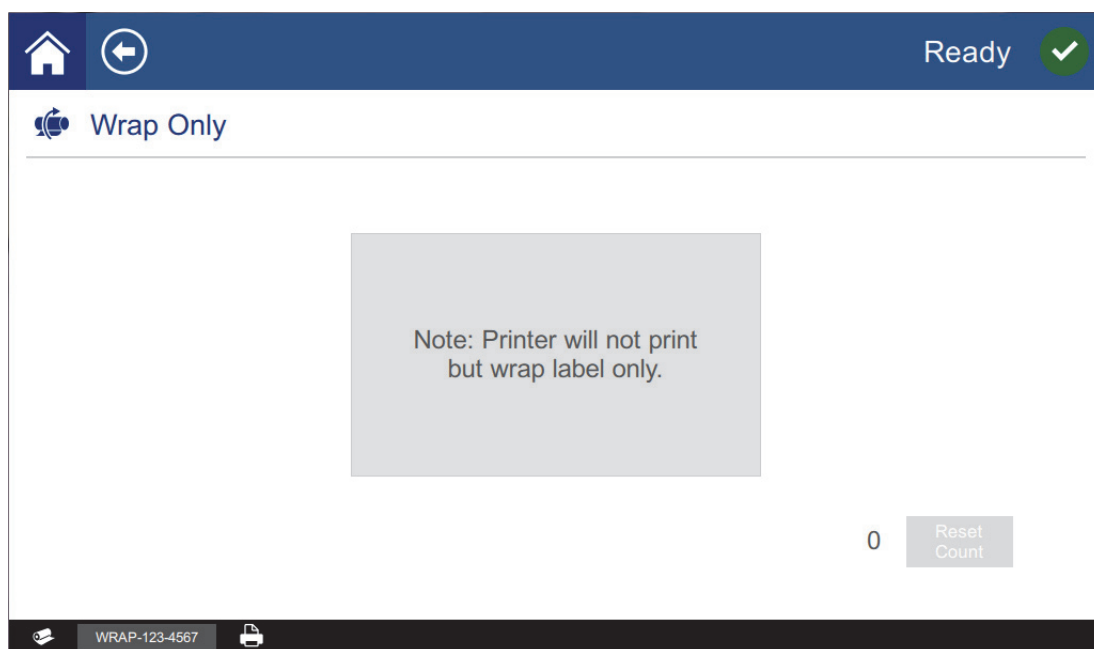 Ready
Wrap Only
Note: Printer will not print
but wrap label only.
0
Reset
Count
WRAP-123-4567